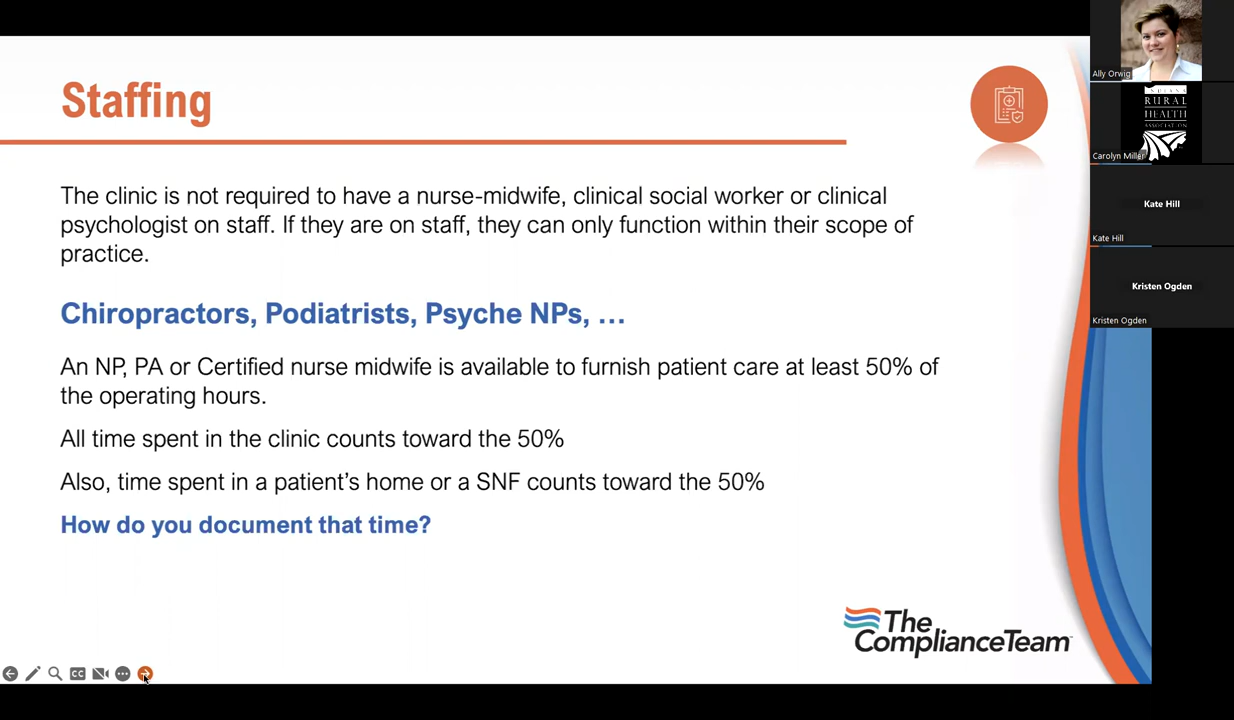 Staffing
The clinic is not required to have a nurse-midwife, clinical social worker or clinical
psychologist on staff. If they are on staff, they can only function within their scope of
practice.
Chiropractors, Podiatrists, Psyche NPs, …
An NP, PA or Certified nurse midwife is available to furnish patient care at least 50% of
the operating hours.
All time spent in the clinic counts toward the 50%
Also, time spent in a patient's home or a SNF counts toward the 50%
How do you document that time?
The
ComplianceTeam
CC
Ally Orwig
INDIANA
RURAL
HEALTH
ASSOCIATION
Carolyn Miller
Kate Hill
Kate Hill
Kristen Ogden
Kristen Ogden